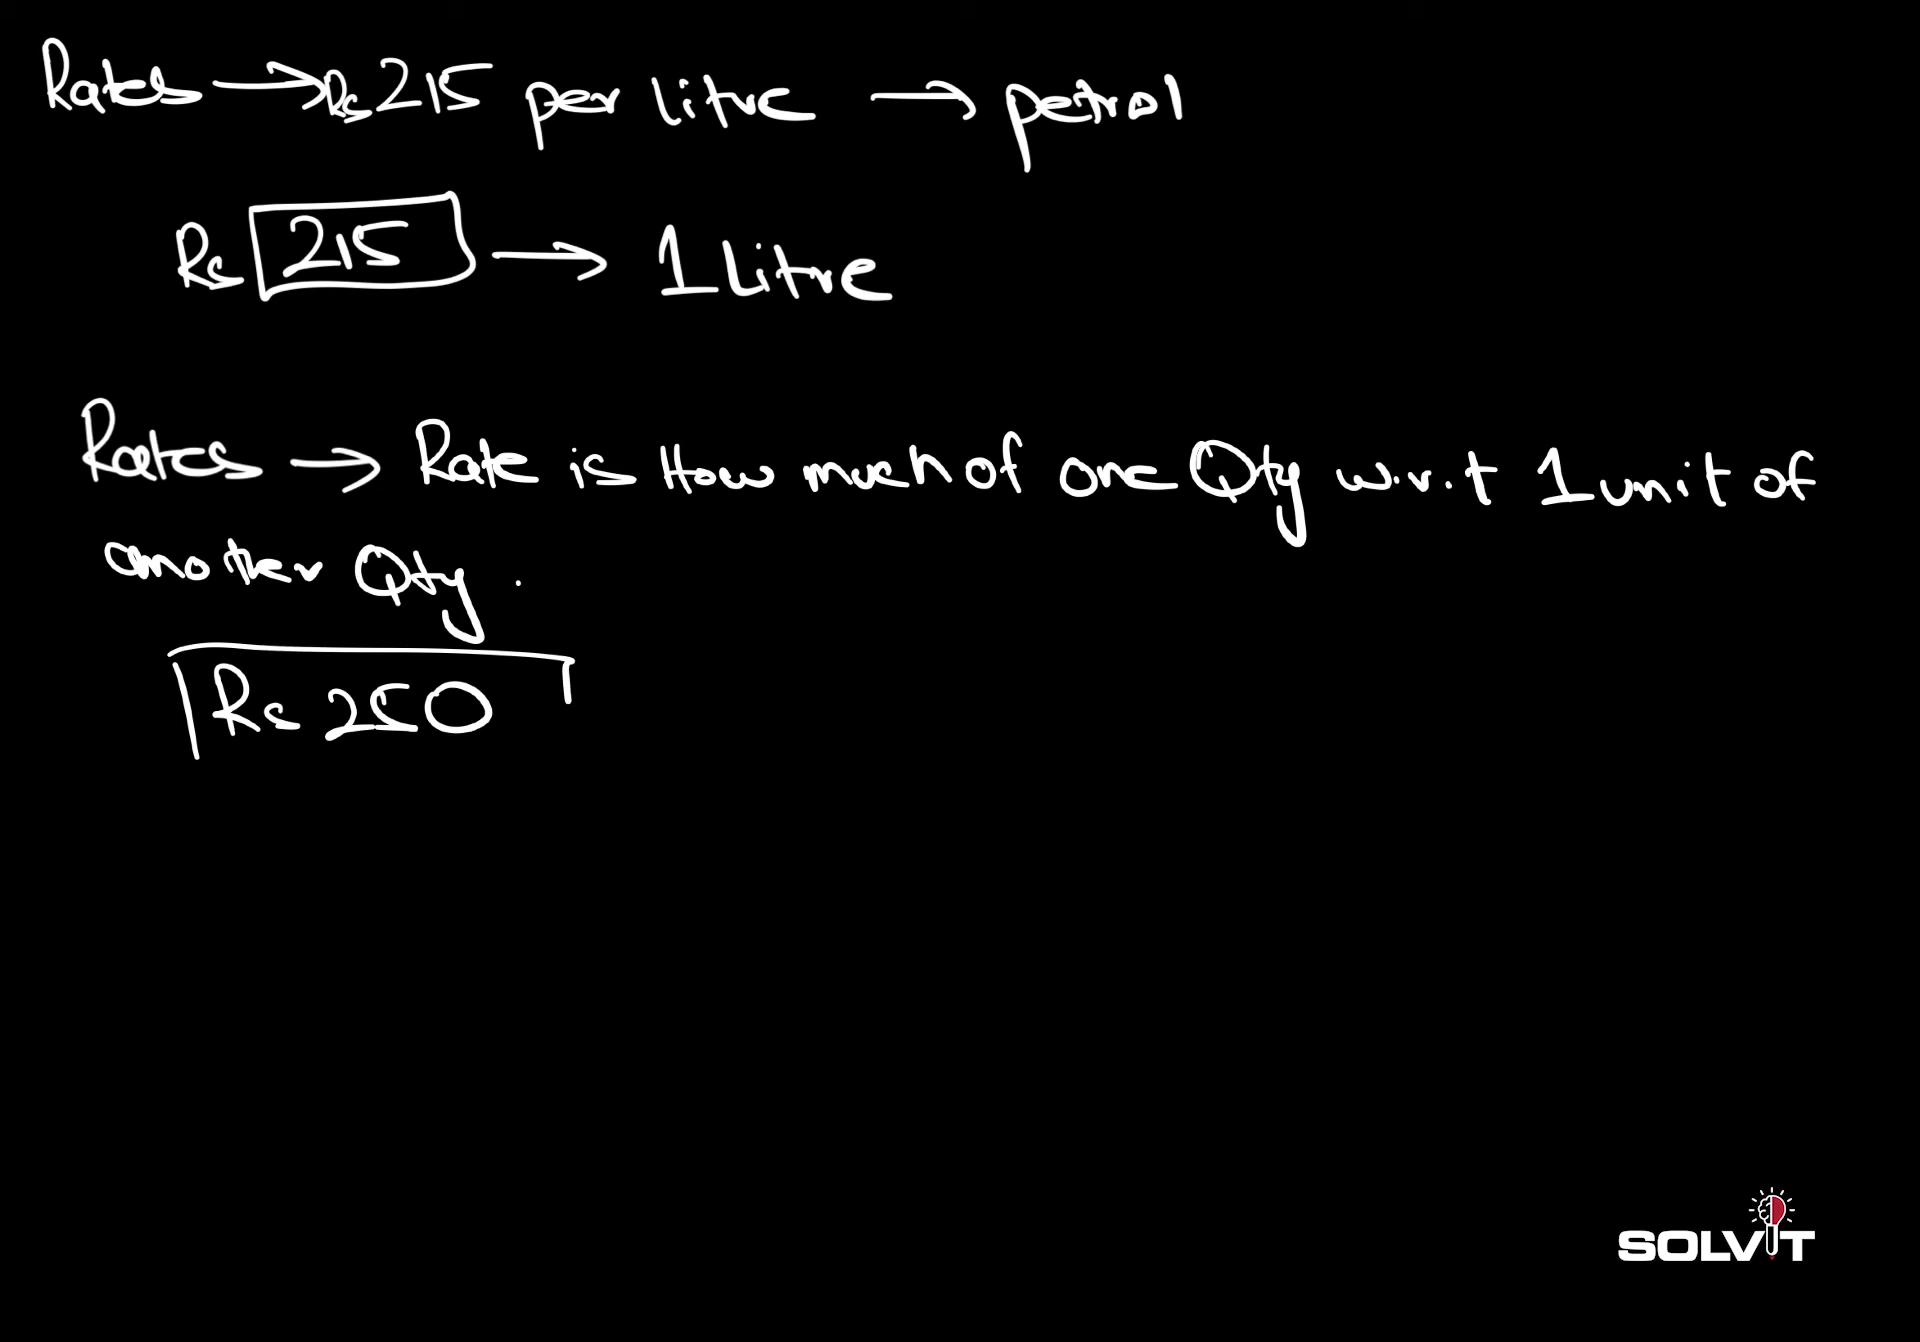 Rates → Rs 215 per litre → petrol
Rs 215 → 1 Litre
Rates → Rate is How much of one Qty w.r.t 1 unit of
another Qty.
Rs 250
SOLVIT